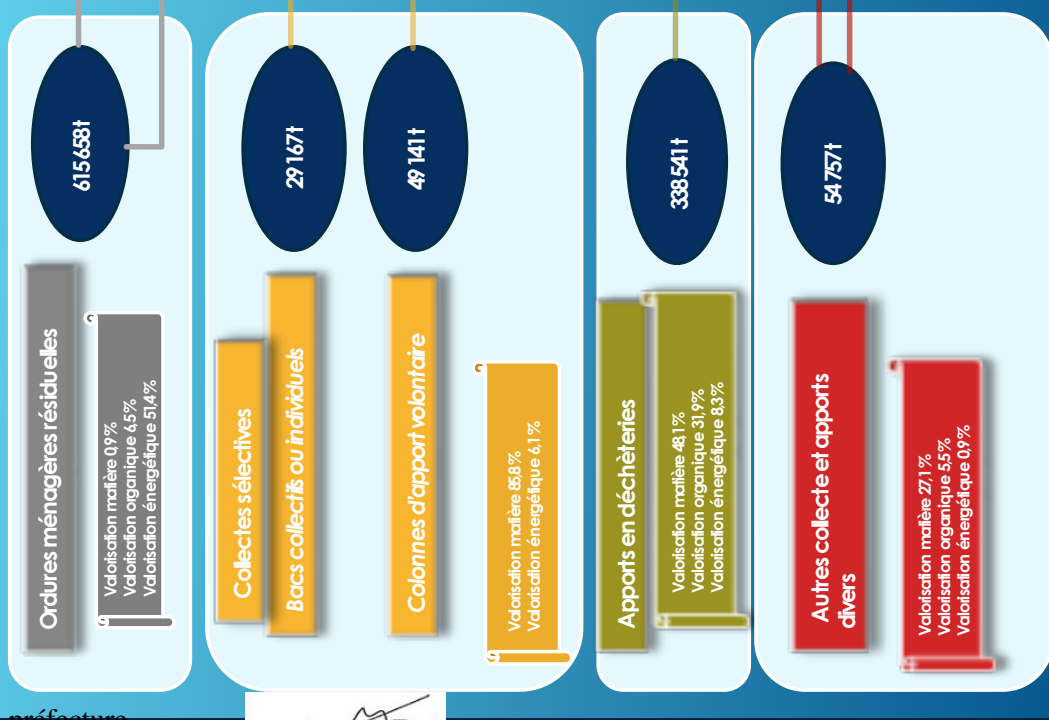 615 658 t
Ordures ménagères résiduelles
Valorisation matière 0,9%
Valorisation organique 6,5%
Valorisation énergétique 51,4%
29 167 t
49 141 t
Collectes sélectives
Bacs collectifs ou individuels
Colonnes d'apport volontaire
Valorisation matière 85,8%
Valorisation énergétique 6,1%
338 541 t
Apports en déchèteries
Valorisation matière 48,1%
Valorisation organique 31,9%
Valorisation énergétique 8,3%
54 757 t
Autres collecte et apports
divers
Valorisation matière 27,1%
Valorisation organique 5,5%
Valorisation énergétique 0,9%
préfecture